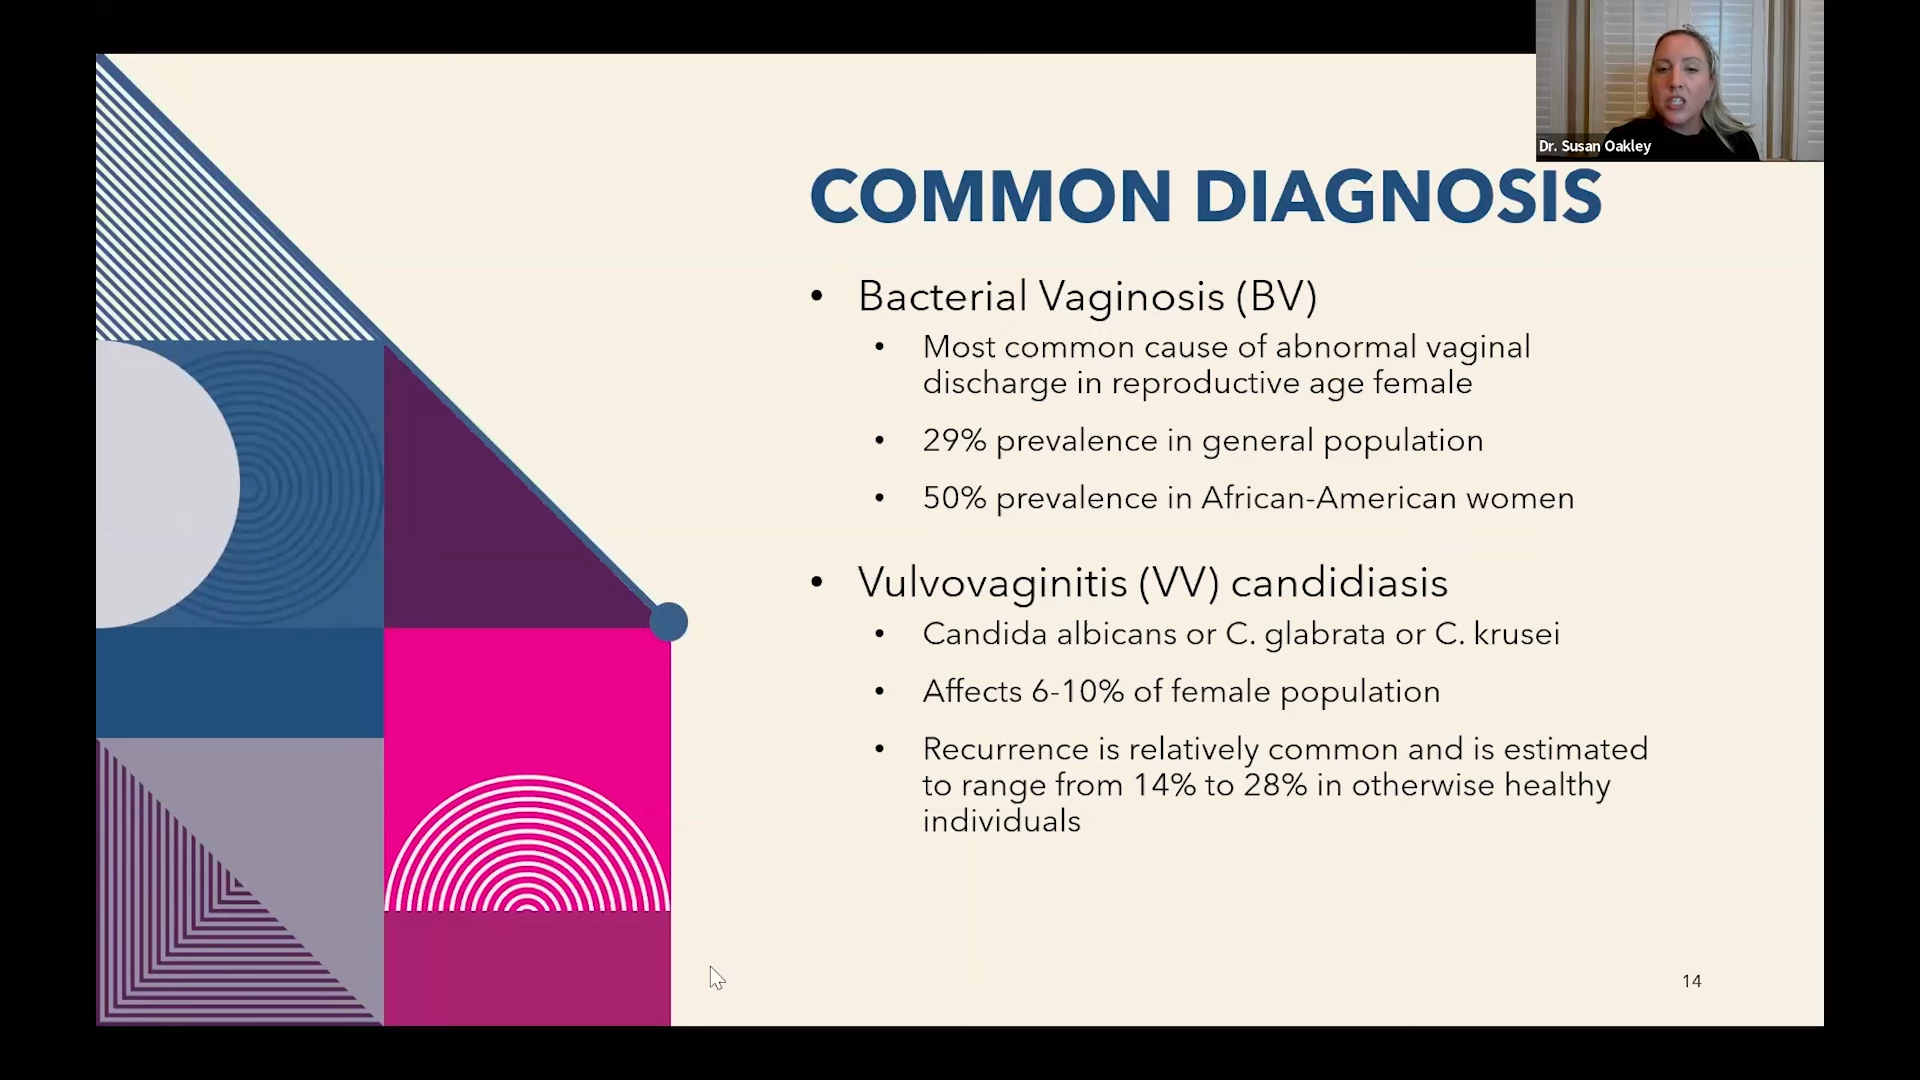 Dr. Susan Oakley
COMMON DIAGNOSIS
• Bacterial Vaginosis (BV)
• Most common cause of abnormal vaginal
discharge in reproductive age female
• 29% prevalence in general population
• 50% prevalence in African-American women
• Vulvovaginitis (VV) candidiasis
• Candida albicans or C. glabrata or C. krusei
• Affects 6-10% of female population
• Recurrence is relatively common and is estimated
to range from 14% to 28% in otherwise healthy
individuals
14